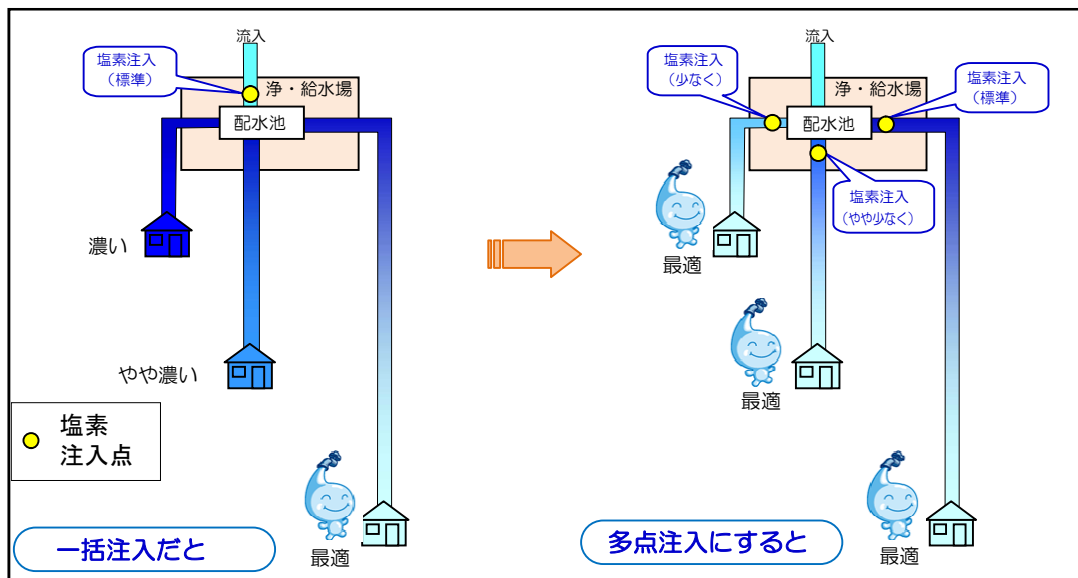 流入
塩素注入
（標準）
浄・給水場
配水池
濃い
やや濃い
塩素
注入点
最適
一括注入だと
流入
塩素注入
（少なく）
塩素注入
（標準）
浄・給水場
配水池
塩素注入
（やや少なく）
最適
最適
最適
多点注入にすると